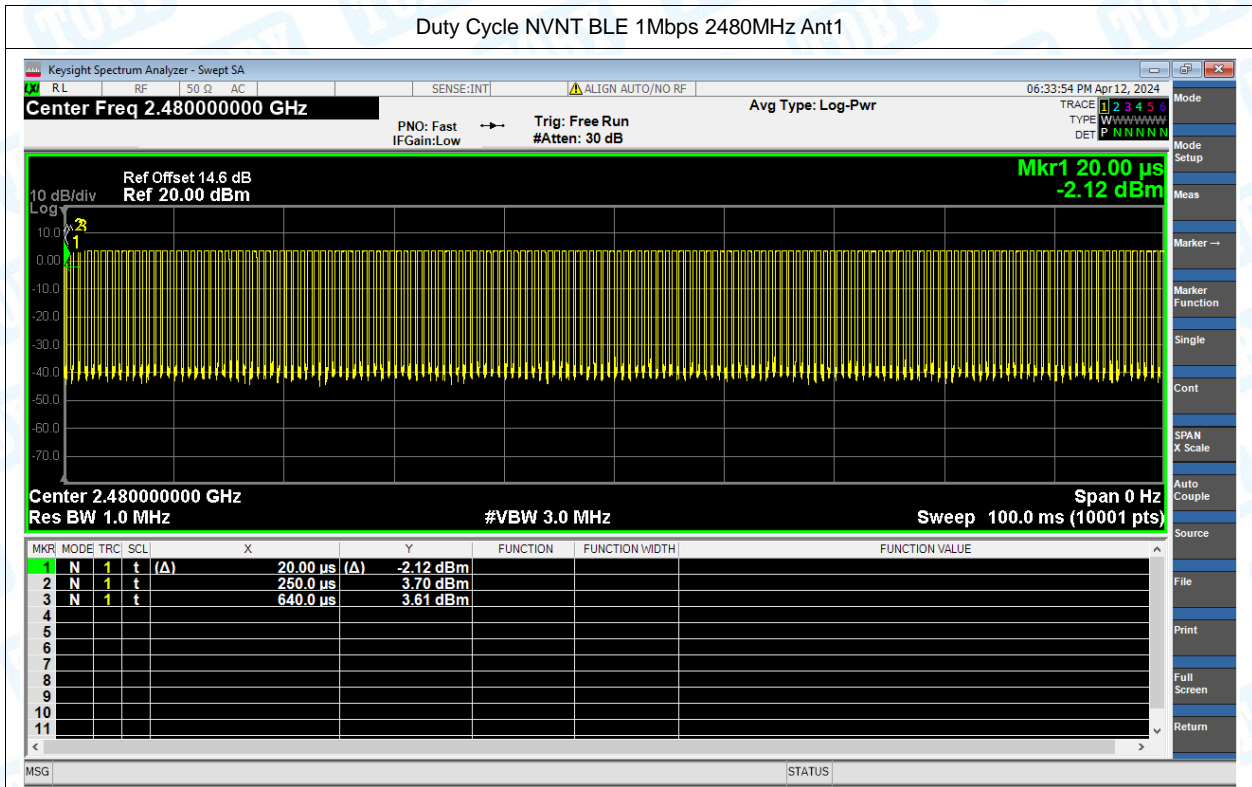 Duty Cycle NVNT BLE 1Mbps 2480MHz Ant1
Keysight Spectrum Analyzer - Swept SA
LXI RL RF 50 Ω AC SENSE:INT ALIGN AUTO/NO RF 06:33:54 PM Apr 12, 2024
Center Freq 2.480000000 GHz
Avg Type: Log-Pwr
TRACE 1 2 3 4 5 6
PNO: Fast Trig: Free Run TYPE WWWWWW
IFGain:Low #Atten: 30 dB DET P N N N N N
Mkr1 20.00 µs
-2.12 dBm
Ref Offset 14.6 dB
10 dB/div Ref 20.00 dBm
Log
10.0
0.00
-10.0
-20.0
-30.0
-40.0
-50.0
-60.0
-70.0
1
2
3
Center 2.480000000 GHz Span 0 Hz
Res BW 1.0 MHz #VBW 3.0 MHz Sweep 100.0 ms (10001 pts)
MKR MODE TRC SCL X Y FUNCTION FUNCTION WIDTH FUNCTION VALUE
1 N 1 t (Δ) 20.00 µs (Δ) -2.12 dBm
2 N 1 t 250.0 µs 3.70 dBm
3 N 1 t 640.0 µs 3.61 dBm
4
5
6
7
8
9
10
11
MSG STATUS
Mode
Mode
Setup
Meas
Marker →
Marker
Function
Single
Cont
SPAN
X Scale
Auto
Couple
Source
File
Print
Full
Screen
Return
TOBY